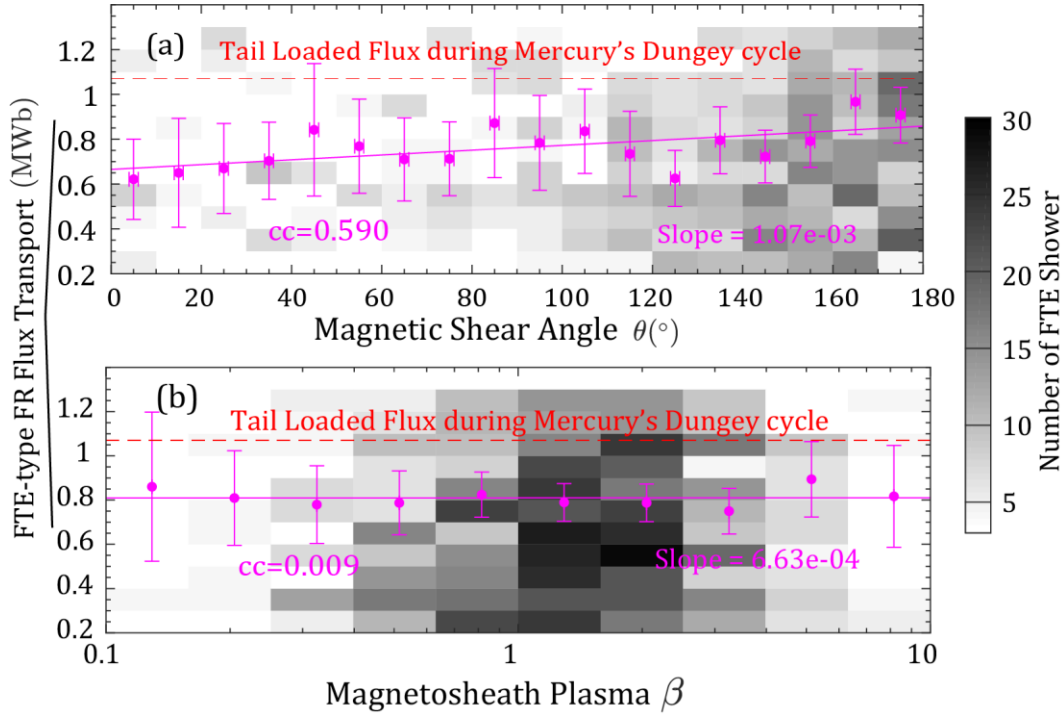 FTE-type FR Flux Transport (MWb)
(a)
Tail Loaded Flux during Mercury's Dungey cycle
1.2
1
0.8
0.6
0.4
0.2
cc=0.590
Slope = 1.07e-03
0 20 40 60 80 100 120 140 160 180
Magnetic Shear Angle θ(°)
(b)
Tail Loaded Flux during Mercury's Dungey cycle
1.2
1
0.8
0.6
0.4
0.2
cc=0.009
Slope = 6.63e-04
0.1 1 10
Magnetosheath Plasma β
30
25
20
15
10
5
Number of FTE Shower